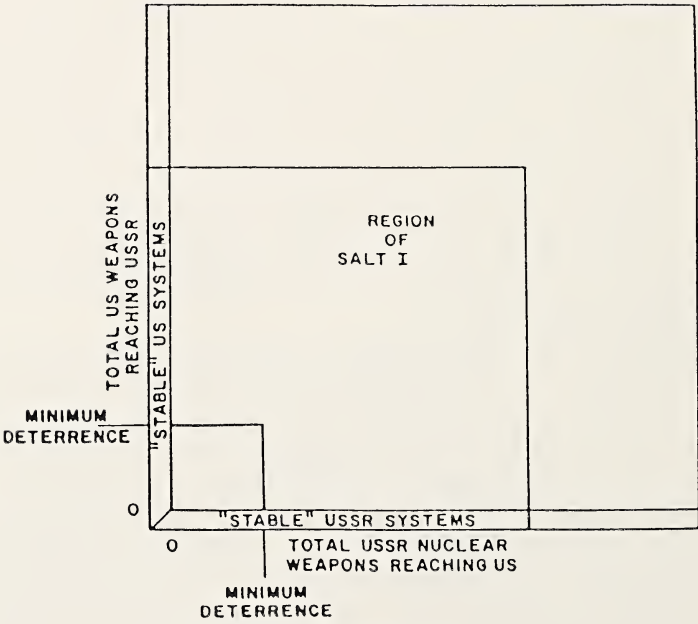 REGION
OF
SALT I
TOTAL US WEAPONS
REACHING USSR
"STABLE" US SYSTEMS
MINIMUM
DETERRENCE
0
"STABLE" USSR SYSTEMS
0
TOTAL USSR NUCLEAR
WEAPONS REACHING US
MINIMUM
DETERRENCE